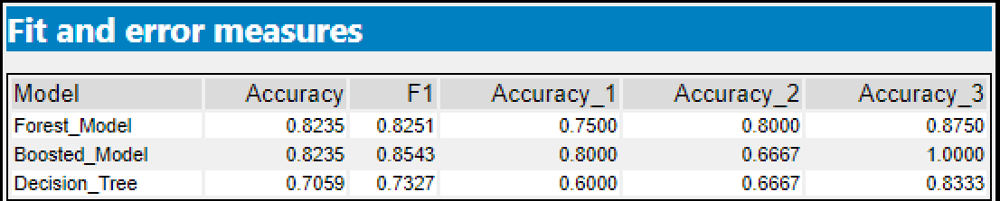 Fit and error measures
Model Accuracy F1 Accuracy_1 Accuracy_2 Accuracy_3
Forest_Model 0.8235 0.8251 0.7500 0.8000 0.8750
Boosted_Model 0.8235 0.8543 0.8000 0.6667 1.0000
Decision_Tree 0.7059 0.7327 0.6000 0.6667 0.8333